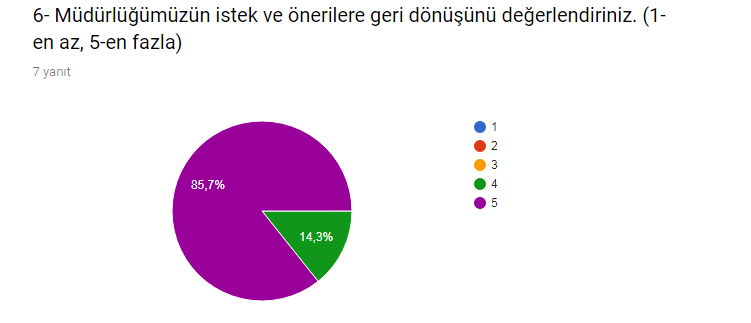 6- Müdürlüğümüzün istek ve önerilere geri dönüşünü değerlendiriniz. (1-
en az, 5-en fazla)
7 yanıt
85,7%
14,3%
1
2
3
4
5